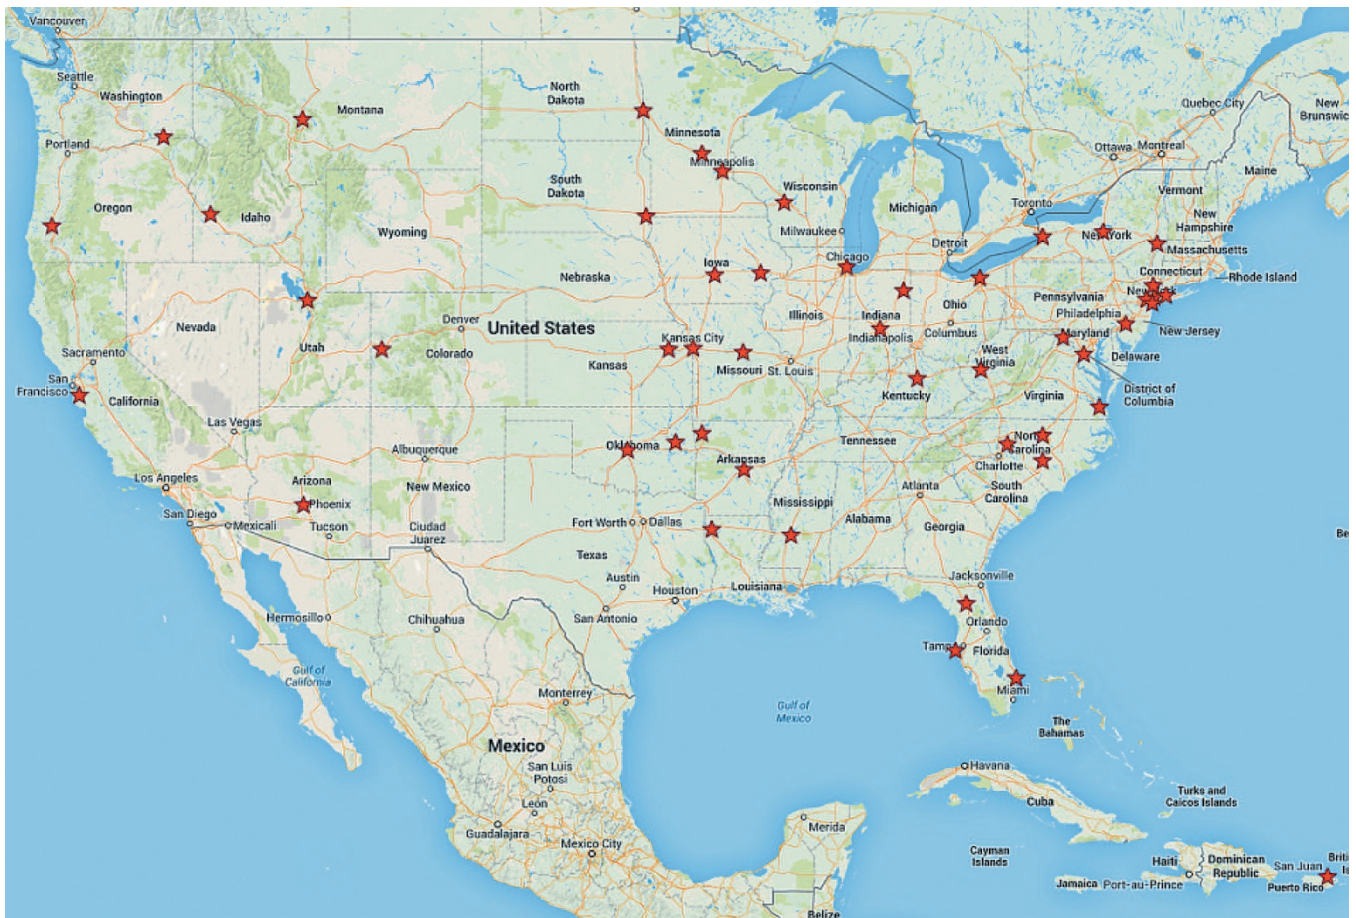 Vancouver
Seattle
Washington
Montana
North
Dakota
Minnesota
Quebec City
New
Brunswick
Portland
Ottawa
Montreal
Minneapolis
Maine
Oregon
Idaho
South
Dakota
Wisconsin
Michigan
Toronto
Vermont
New
Hampshire
Wyoming
Milwaukee
Detroit
New York
Massachusetts
Nebraska
Iowa
Chicago
Connecticut
Rhode Island
Nevada
Utah
Denver
Colorado
United States
Illinois
Indiana
Indianapolis
Ohio
Columbus
Pennsylvania
New York
Philadelphia
New Jersey
Maryland
Delaware
Sacramento
San
Francisco
California
Kansas City
Kansas
Missouri
St. Louis
West
Virginia
Kentucky
Virginia
District of
Columbia
Las Vegas
Albuquerque
Oklahoma
Arkansas
Tennessee
North
Carolina
Charlotte
Los Angeles
Arizona
Phoenix
New Mexico
Mississippi
Atlanta
South
Carolina
San Diego
Mexicali
Tucson
Ciudad
Juarez
Fort Worth
Dallas
Alabama
Georgia
Texas
Austin
Houston
Louisiana
Jacksonville
Hermosillo
Chihuahua
San Antonio
Orlando
Tampa
Florida
Gulf of
California
Monterrey
Miami
Gulf of
Mexico
The
Bahamas
Mexico
San Luis
Potosi
Havana
Leon
Cuba
Turks and
Caicos Islands
Guadalajara
Mexico City
Merida
Cayman
Islands
Haiti
Port-au-Prince
Dominican
Republic
San Juan
Puerto Rico
Jamaica
Belize